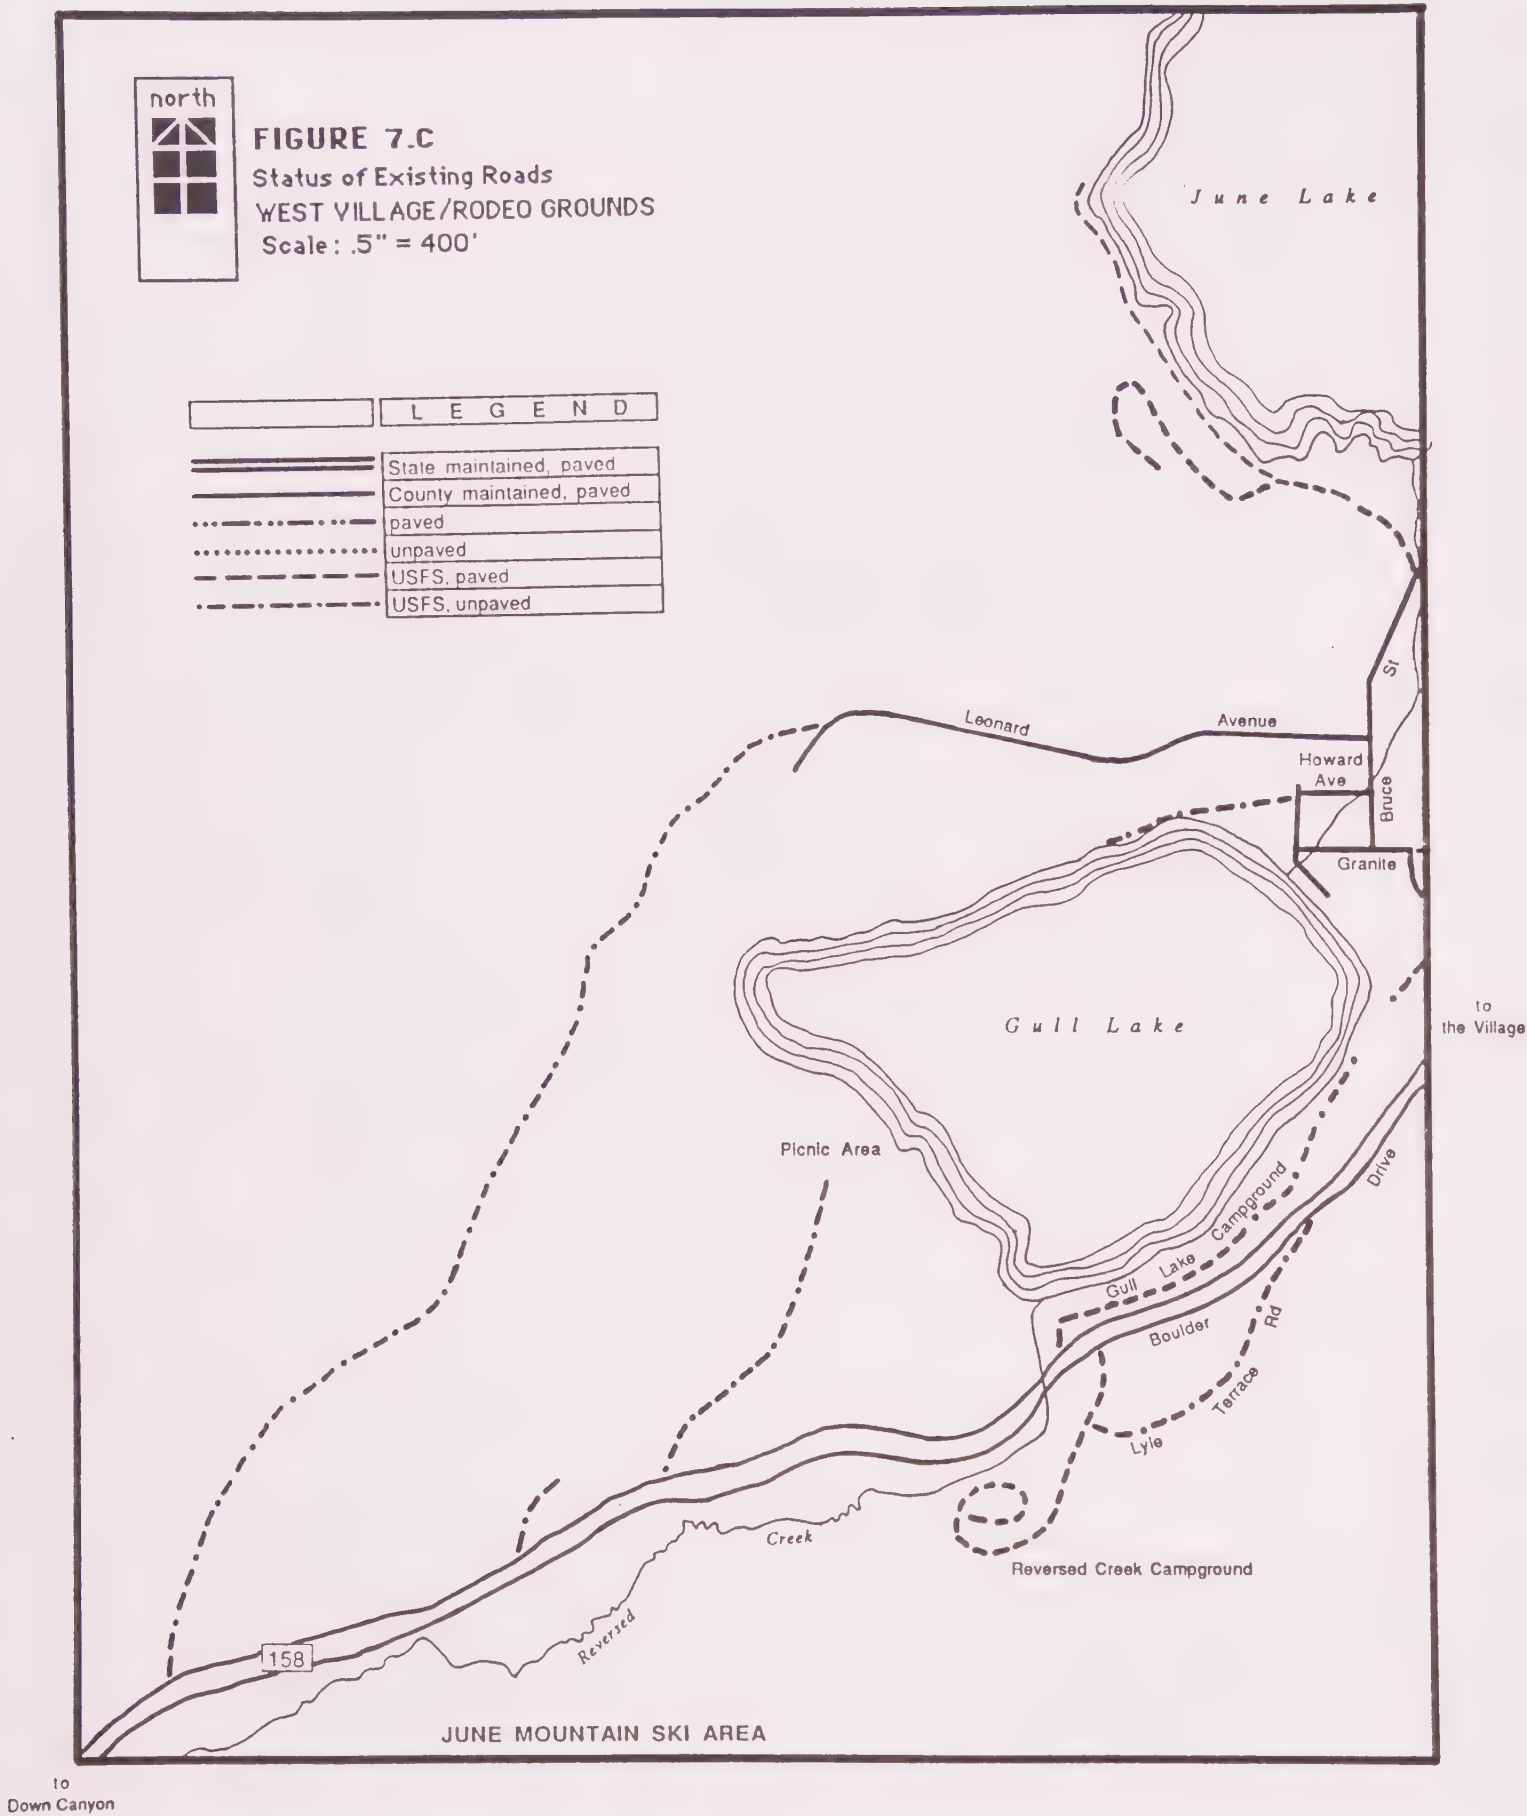 north
FIGURE 7.C
Status of Existing Roads
WEST VILLAGE/RODEO GROUNDS
Scale: .5" = 400'
June Lake
LEGEND
State maintained, paved
County maintained, paved
paved
unpaved
USFS, paved
USFS, unpaved
St
Leonard Avenue
Howard
Ave
Bruce
Granite
Gull Lake
to
the Village
Picnic Area
Gull Lake Campground
Boulder Drive
Lyle Terrace Rd
Creek
Reversed Creek Campground
Reversed
158
JUNE MOUNTAIN SKI AREA
to
Down Canyon